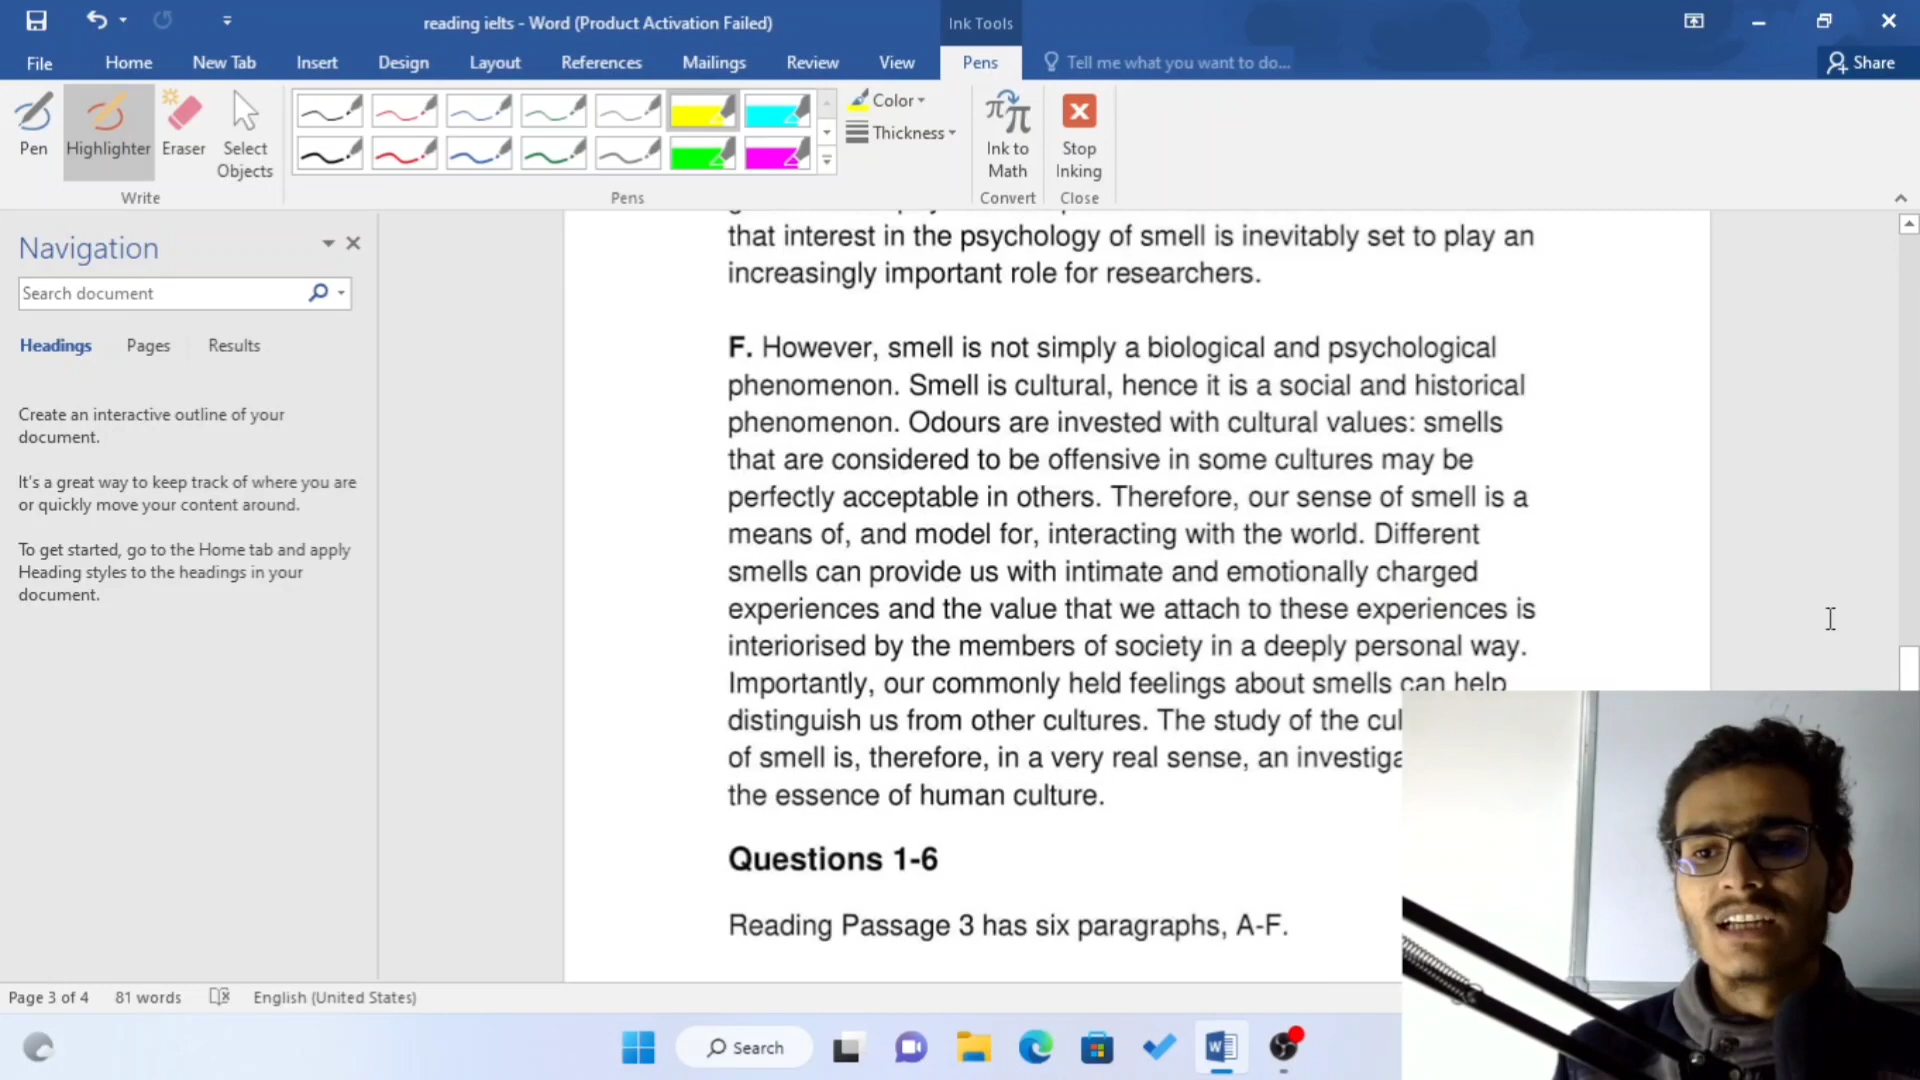 reading ielts - Word (Product Activation Failed)
Ink Tools
File
Home
New Tab
Insert
Design
Layout
References
Mailings
Review
View
Pens
Tell me what you want to do...
Share
Pen
Highlighter
Eraser
Select
Objects
Color
Thickness
Ink to
Math
Stop
Inking
Write
Pens
Convert
Close
Navigation
Search document
Headings
Pages
Results
Create an interactive outline of your
document.
It's a great way to keep track of where you are
or quickly move your content around.
To get started, go to the Home tab and apply
Heading styles to the headings in your
document.
that interest in the psychology of smell is inevitably set to play an
increasingly important role for researchers.
F. However, smell is not simply a biological and psychological
phenomenon. Smell is cultural, hence it is a social and historical
phenomenon. Odours are invested with cultural values: smells
that are considered to be offensive in some cultures may be
perfectly acceptable in others. Therefore, our sense of smell is a
means of, and model for, interacting with the world. Different
smells can provide us with intimate and emotionally charged
experiences and the value that we attach to these experiences is
interiorised by the members of society in a deeply personal way.
Importantly, our commonly held feelings about smells can help
distinguish us from other cultures. The study of the cul
of smell is, therefore, in a very real sense, an investiga
the essence of human culture.
Questions 1-6
Reading Passage 3 has six paragraphs, A-F.
Page 3 of 4
81 words
English (United States)
Search